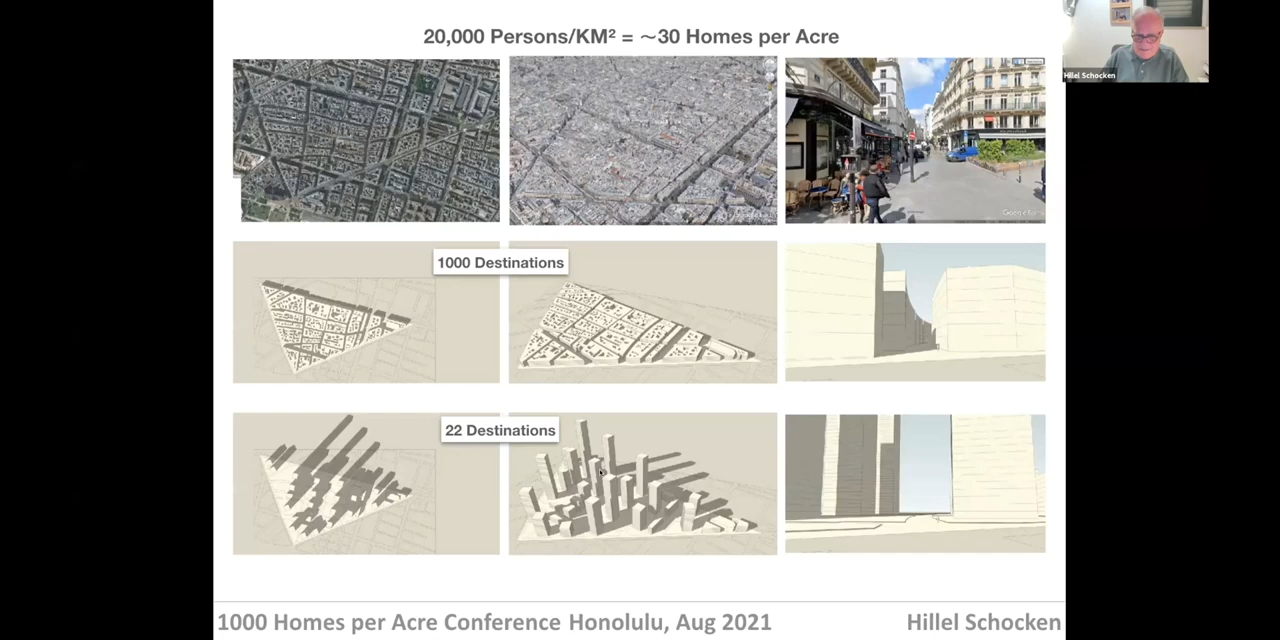 20,000 Persons/KM² = ~30 Homes per Acre
Hilel Schocken
1000 Destinations
22 Destinations
1000 Homes per Acre Conference Honolulu, Aug 2021
Hillel Schocken